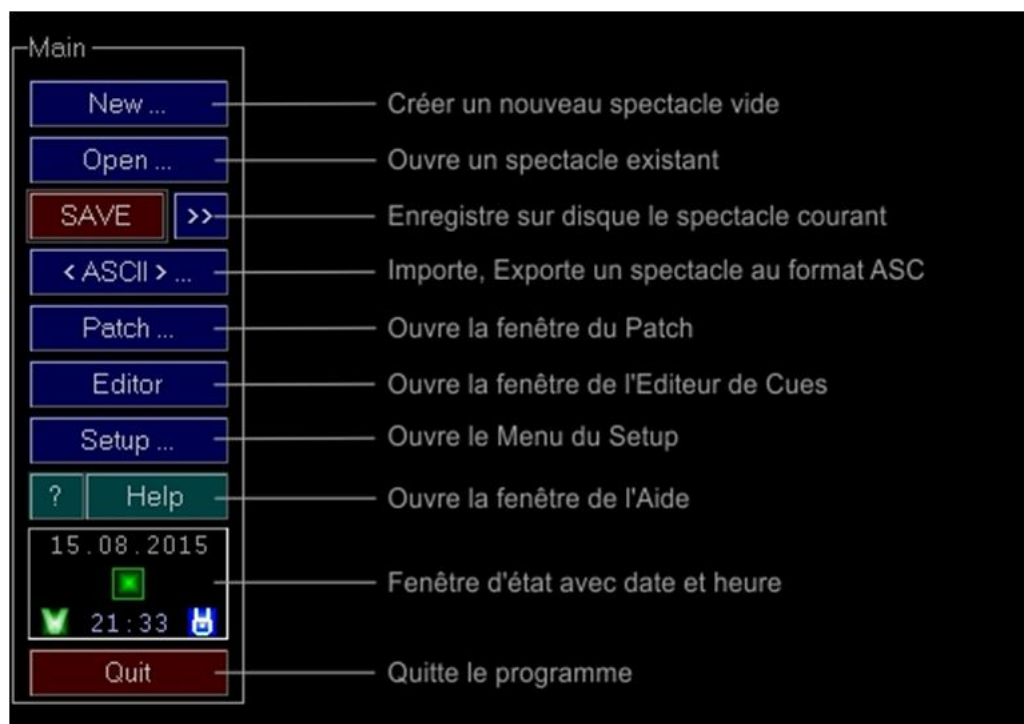 Main
New ... Créer un nouveau spectacle vide
Open ... Ouvre un spectacle existant
SAVE >> Enregistre sur disque le spectacle courant
< ASCII > ... Importe, Exporte un spectacle au format ASC
Patch ... Ouvre la fenêtre du Patch
Editor Ouvre la fenêtre de l'Editeur de Cues
Setup ... Ouvre le Menu du Setup
? Help Ouvre la fenêtre de l'Aide
15.08.2015
Fenêtre d'état avec date et heure
21:33
Quit Quitte le programme